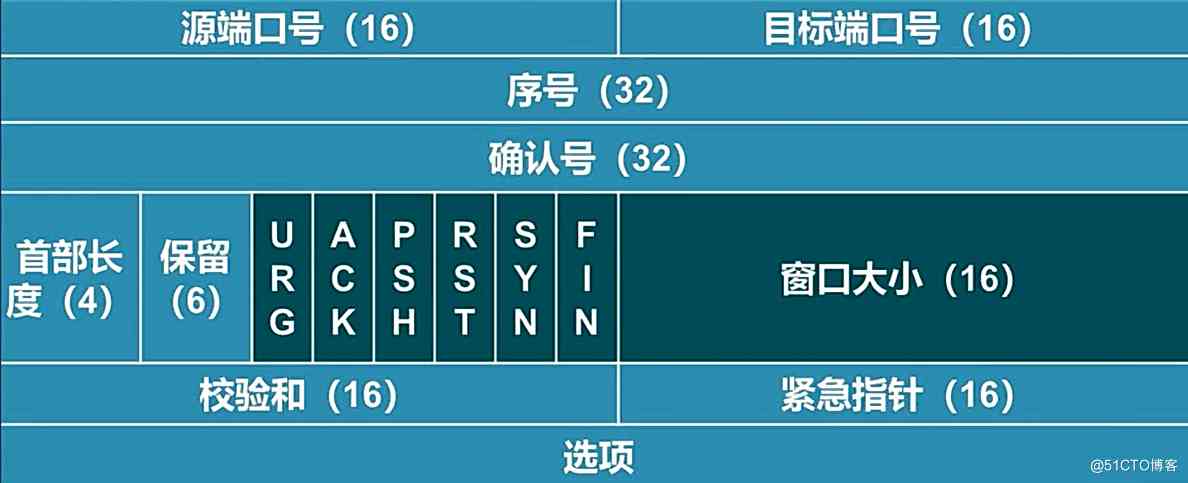 源端口号（16） 目标端口号（16）
序号（32）
确认号（32）
首部长
度（4）
保留
（6）
URG
ACK
PSH
RST
SYN
FIN
窗口大小（16）
校验和（16） 紧急指针（16）
选项
@51CTO博客